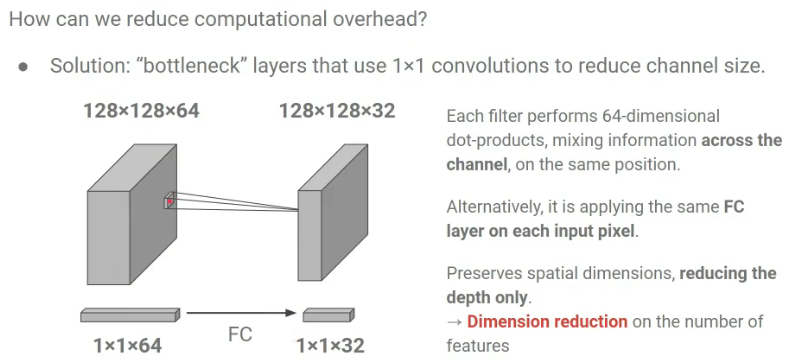 How can we reduce computational overhead?
● Solution: “bottleneck” layers that use 1×1 convolutions to reduce channel size.
128×128×64
128×128×32
FC
1×1×64
1×1×32
Each filter performs 64-dimensional
dot-products, mixing information across the
channel, on the same position.
Alternatively, it is applying the same FC
layer on each input pixel.
Preserves spatial dimensions, reducing the
depth only.
→ Dimension reduction on the number of
features